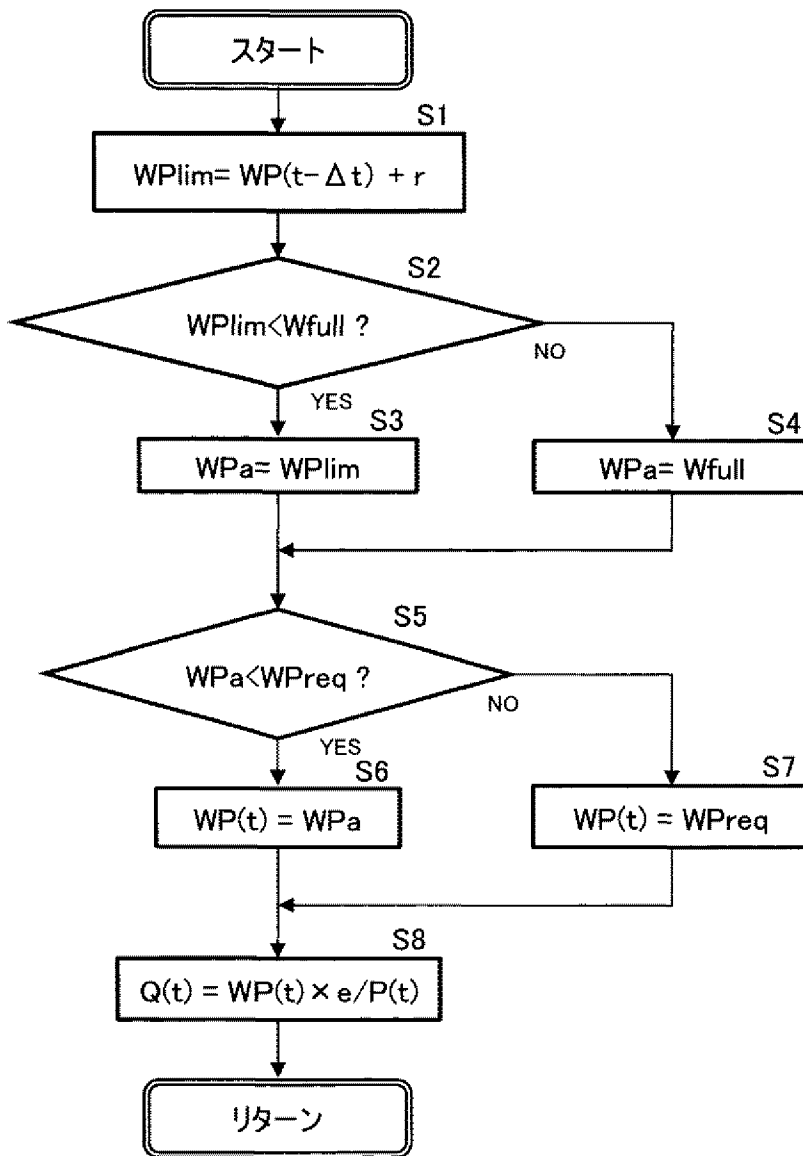 スタート
S1
WPlim= WP(t-Δt) + r
S2
WPlim<Wfull ?
NO
YES
S3
WPa= WPlim
S4
WPa= Wfull
S5
WPa<WPreq ?
NO
YES
S6
WP(t) = WPa
S7
WP(t) = WPreq
S8
Q(t) = WP(t) × e/P(t)
リターン